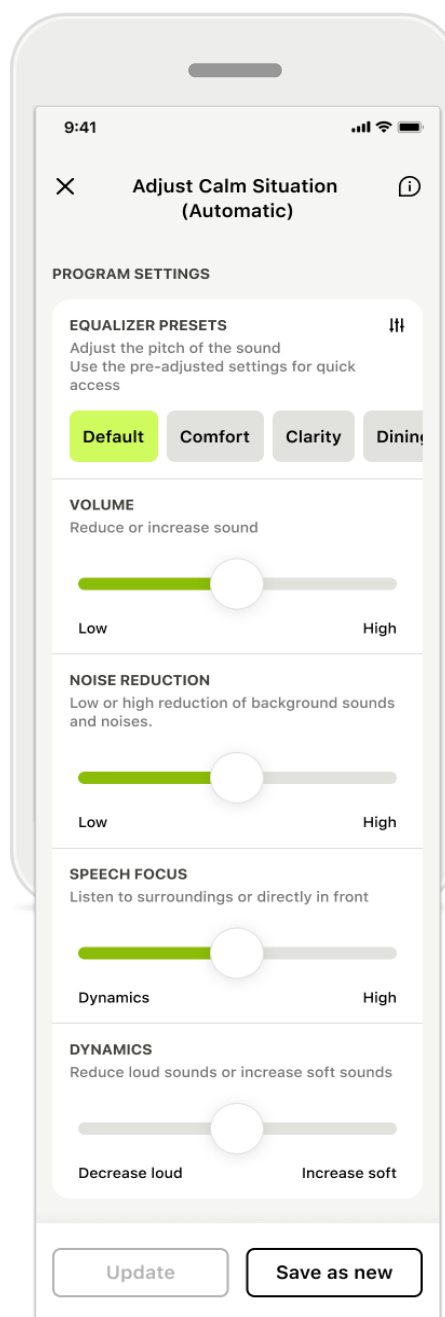 9:41
Adjust Calm Situation
(Automatic)
PROGRAM SETTINGS
EQUALIZER PRESETS
Adjust the pitch of the sound
Use the pre-adjusted settings for quick
access
Default Comfort Clarity Dining
VOLUME
Reduce or increase sound
Low High
NOISE REDUCTION
Low or high reduction of background sounds
and noises.
Low High
SPEECH FOCUS
Listen to surroundings or directly in front
Dynamics High
DYNAMICS
Reduce loud sounds or increase soft sounds
Decrease loud Increase soft
Update Save as new